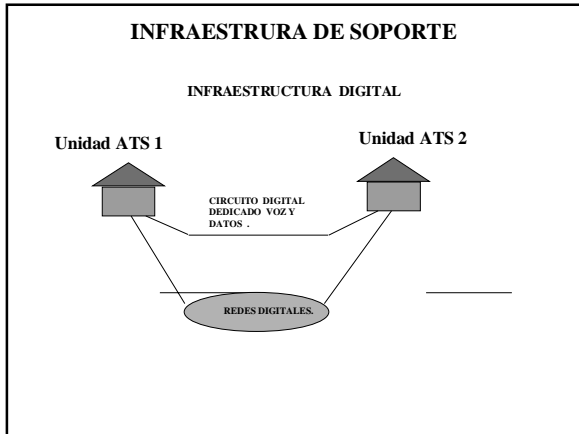 INFRAESTRURA DE SOPORTE
INFRAESTRUCTURA DIGITAL
Unidad ATS 1
Unidad ATS 2
CIRCUITO DIGITAL
DEDICADO VOZ Y
DATOS .
REDES DIGITALES.